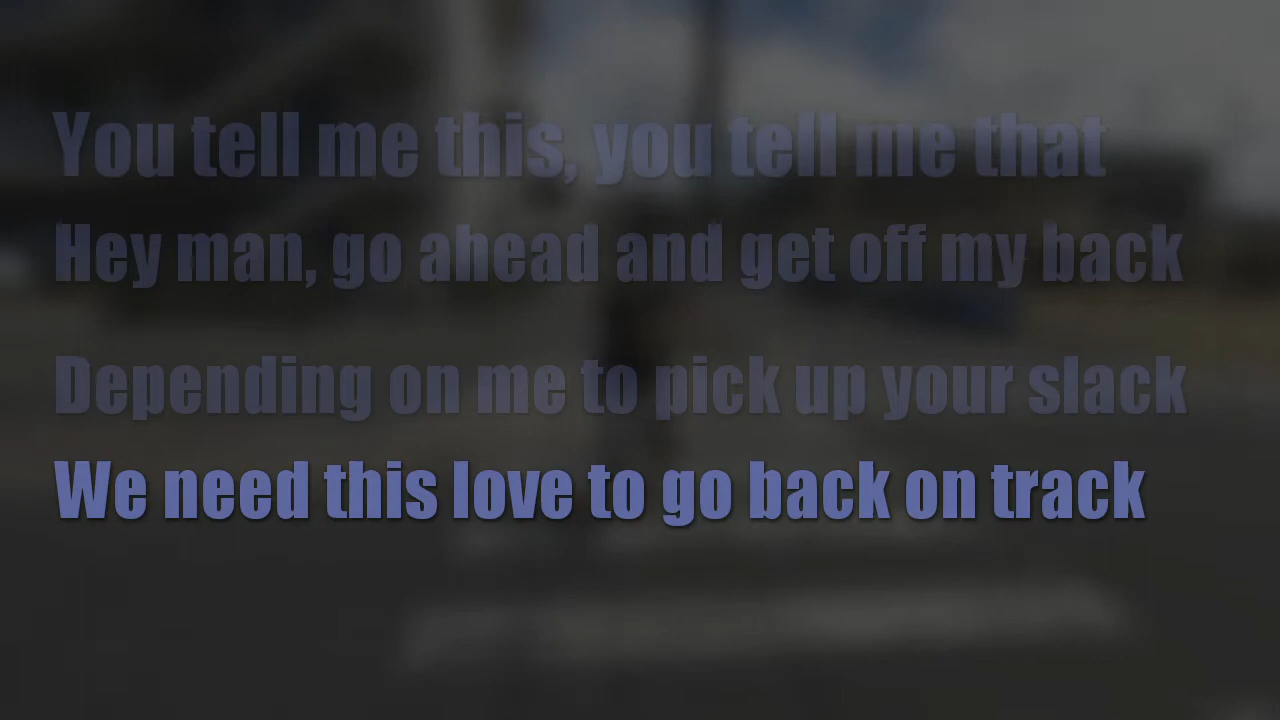 You tell me this, you tell me that
Hey man, go ahead and get off my back
Depending on me to pick up your slack
We need this love to go back on track